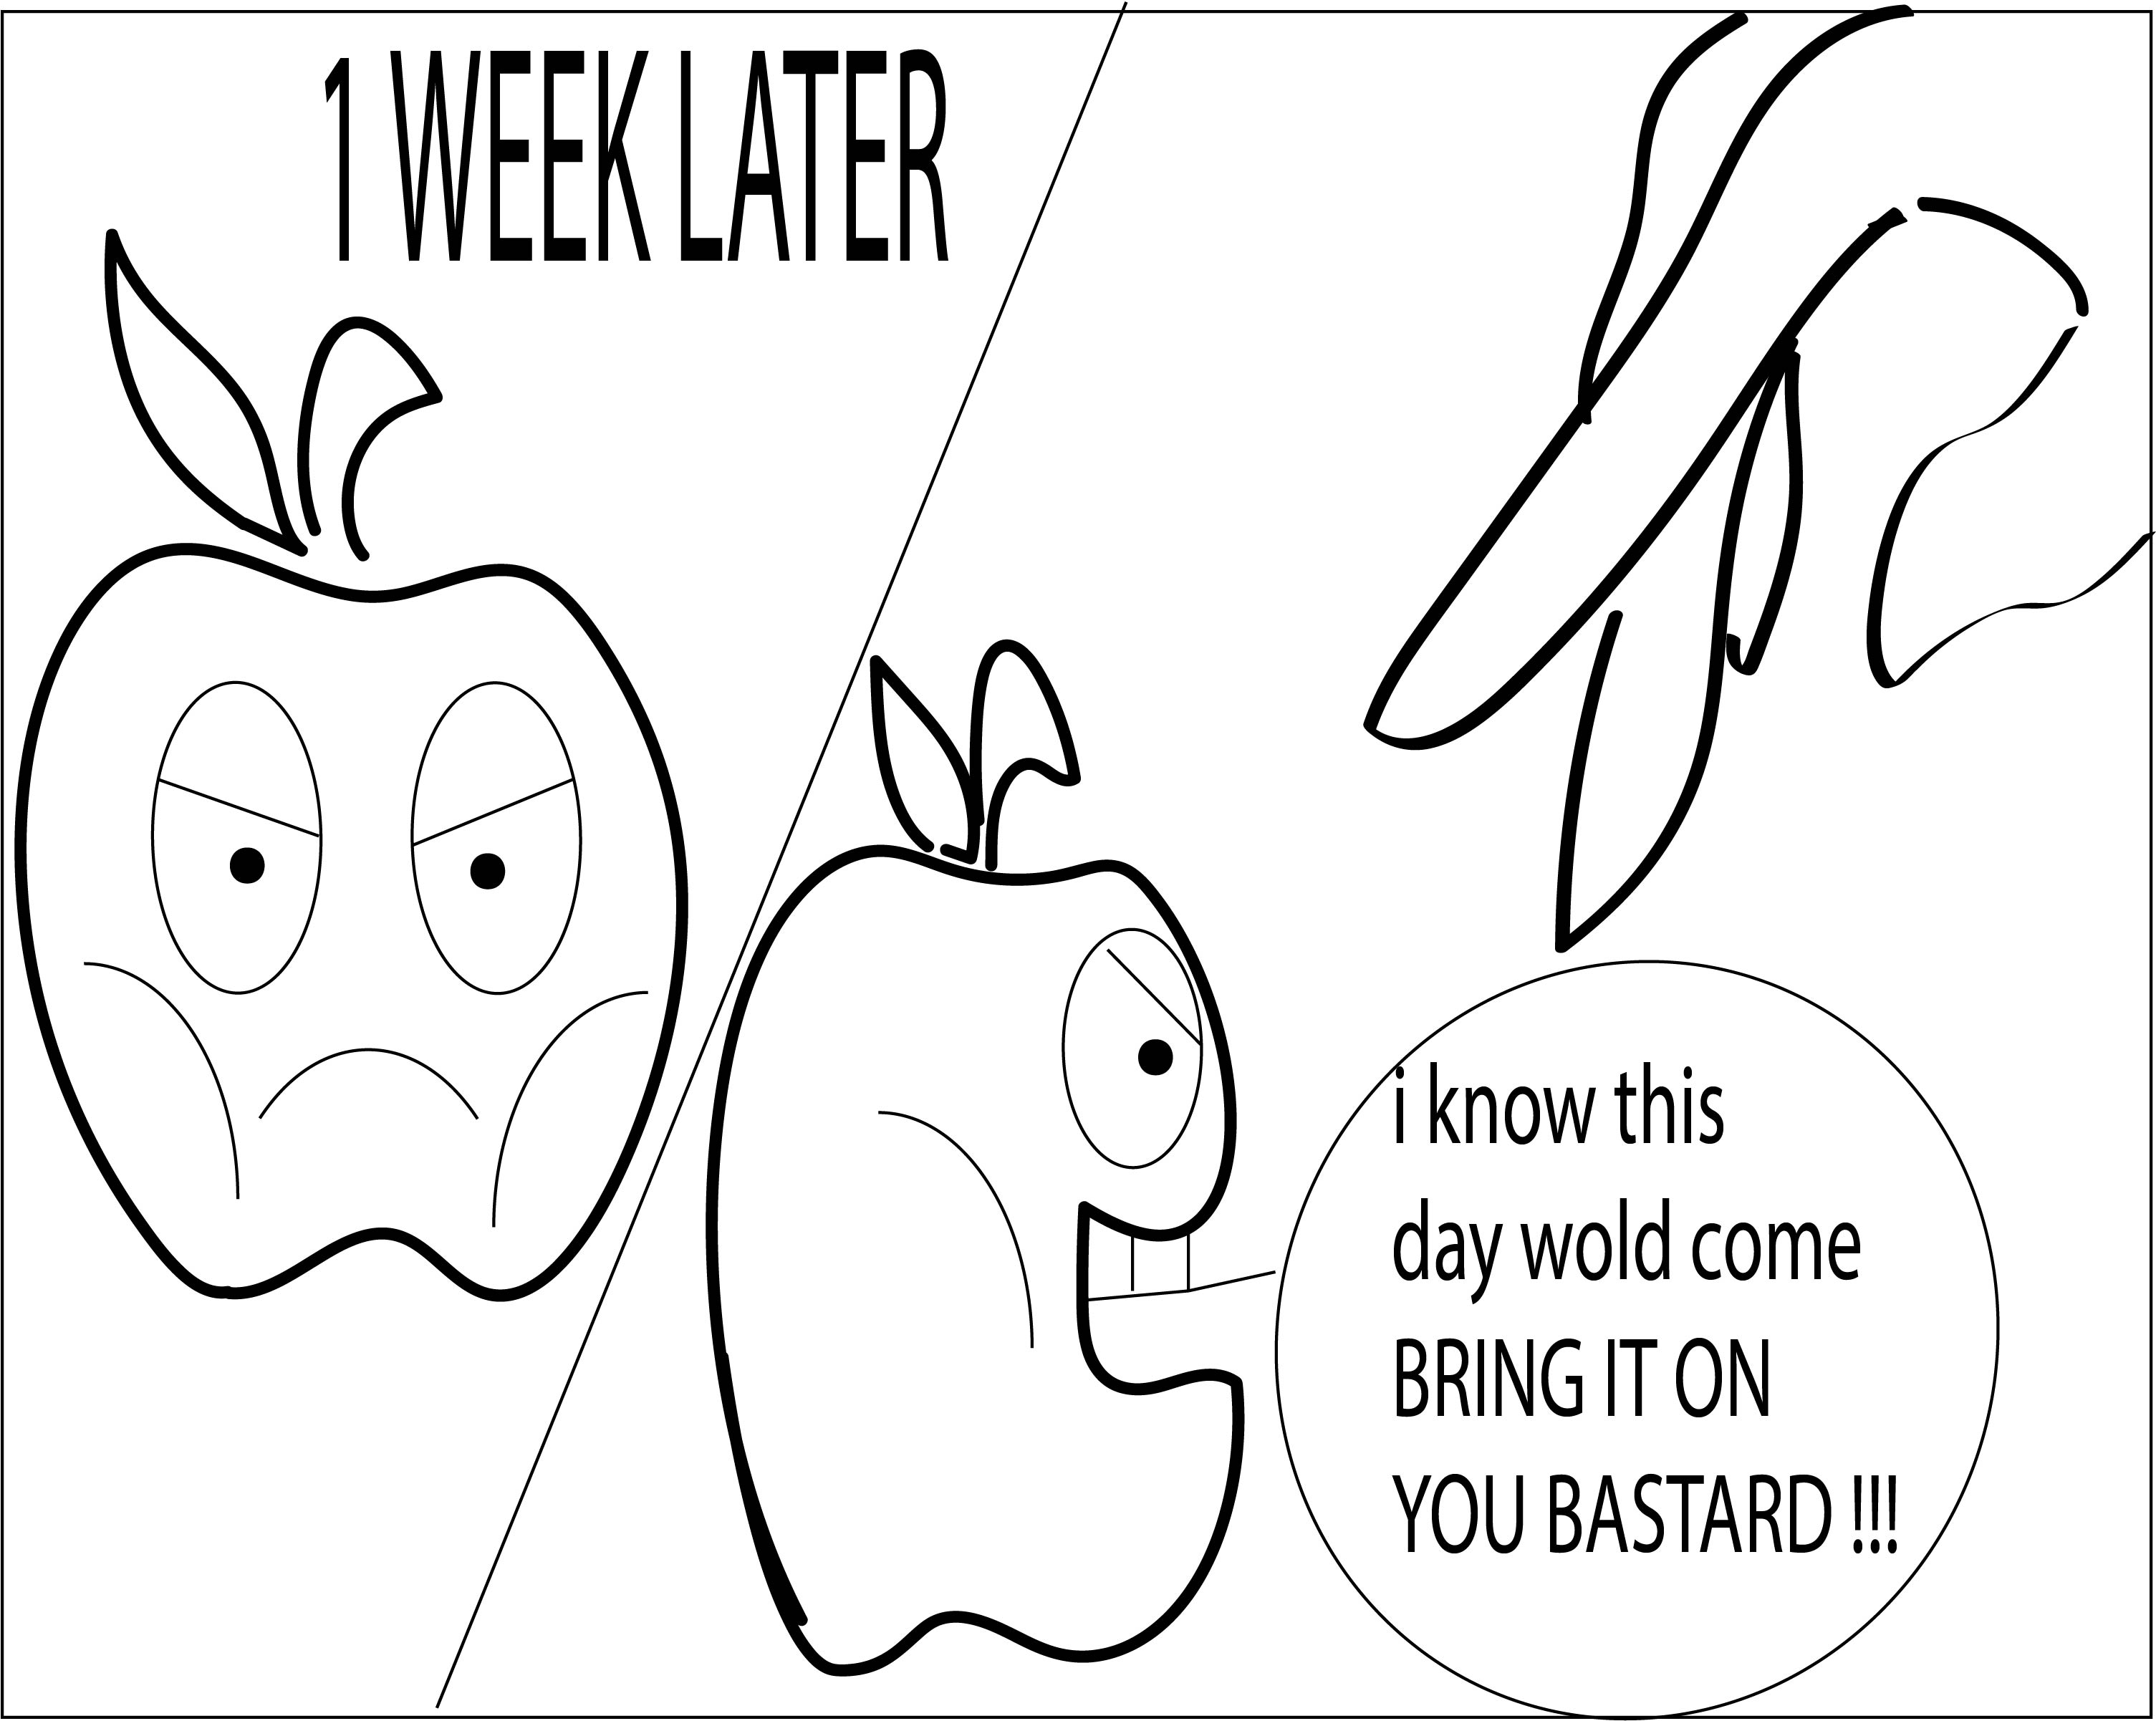 1 WEEK LATER
i know this
day wold come
BRING IT ON
YOU BASTARD !!!